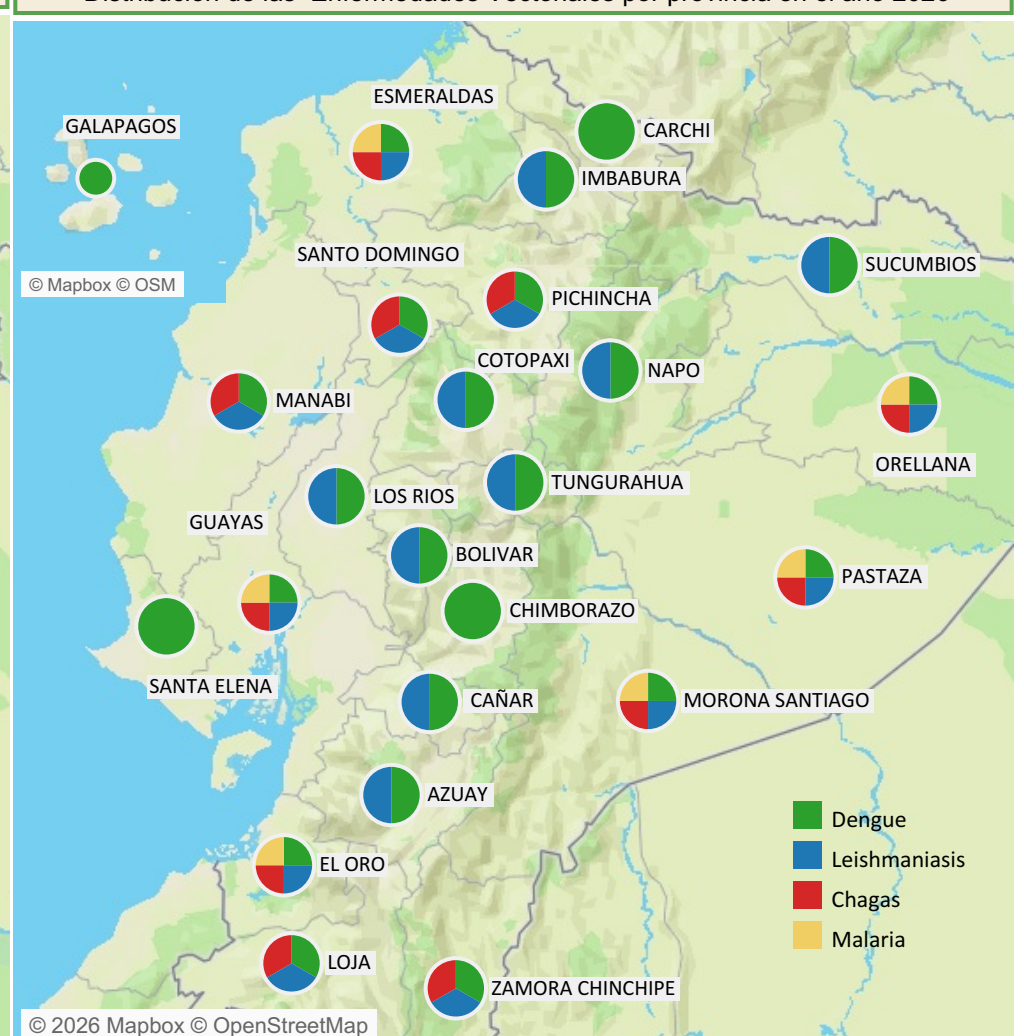 ESMERALDAS
GALAPAGOS
CARCHI
IMBABURA
SANTO DOMINGO
SUCUMBIOS
© Mapbox © OSM
PICHINCHA
COTOPAXI
NAPO
MANABI
ORELLANA
TUNGURAHUA
LOS RIOS
GUAYAS
BOLIVAR
PASTAZA
CHIMBORAZO
SANTA ELENA
CAÑAR
MORONA SANTIAGO
AZUAY
Dengue
Leishmaniasis
Chagas
Malaria
EL ORO
LOJA
ZAMORA CHINCHIPE
© 2026 Mapbox © OpenStreetMap